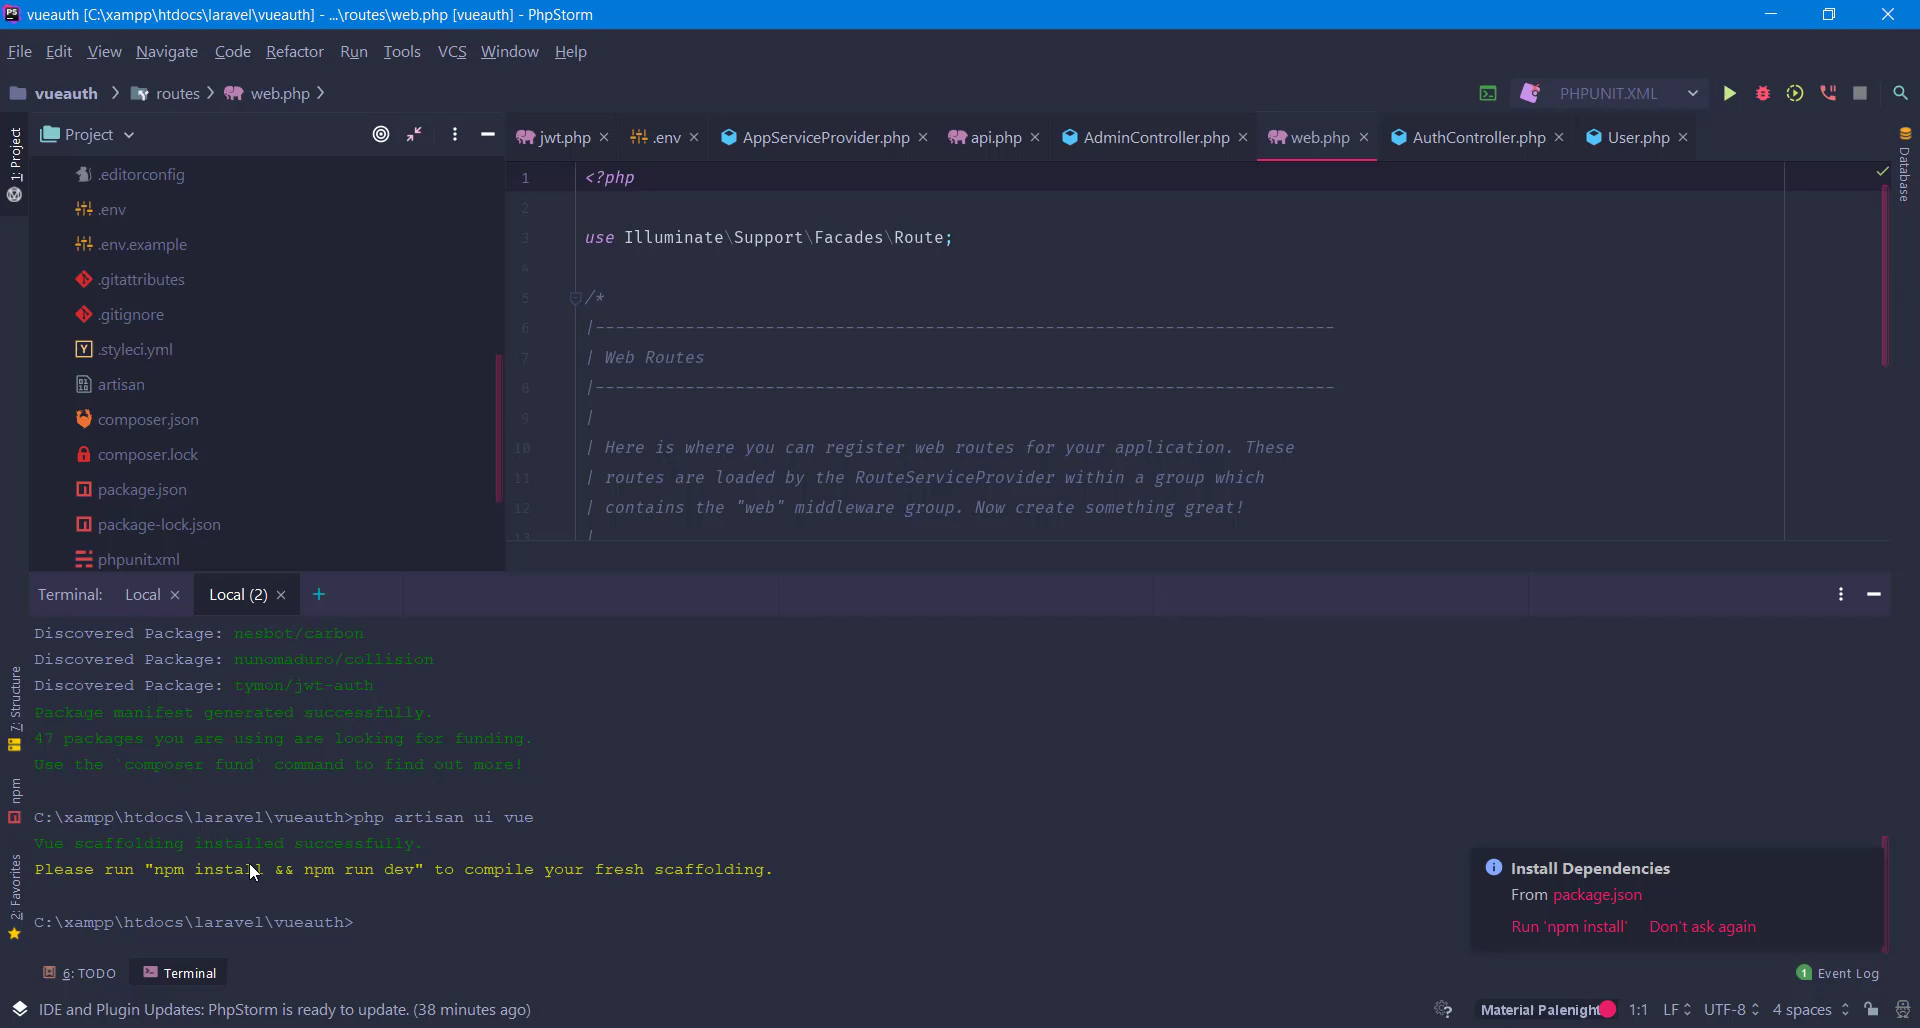 vueauth [C:\xampp\htdocs\laravel\vueauth] - ...\routes\web.php [vueauth] - PhpStorm
File Edit View Navigate Code Refactor Run Tools VCS Window Help
vueauth routes web.php PHPUNIT.XML
1: Project
Project
jwt.php .env AppServiceProvider.php api.php AdminController.php web.php AuthController.php User.php
Database
.editorconfig
.env
.env.example
.gitattributes
.gitignore
.styleci.yml
artisan
composer.json
composer.lock
package.json
package-lock.json
phpunit.xml
1 <?php
2
3 use Illuminate\Support\Facades\Route;
4
5 /*
6 |--------------------------------------------------------------------------
7 | Web Routes
8 |--------------------------------------------------------------------------
9 |
10 | Here is where you can register web routes for your application. These
11 | routes are loaded by the RouteServiceProvider within a group which
12 | contains the "web" middleware group. Now create something great!
13 |
Terminal: Local Local (2) +
Discovered Package: nesbot/carbon
Discovered Package: nunomaduro/collision
Discovered Package: tymon/jwt-auth
Package manifest generated successfully.
47 packages you are using are looking for funding.
Use the `composer fund` command to find out more!
C:\xampp\htdocs\laravel\vueauth>php artisan ui vue
Vue scaffolding installed successfully.
Please run "npm install && npm run dev" to compile your fresh scaffolding.
C:\xampp\htdocs\laravel\vueauth>
7: Structure
npm
2: Favorites
Install Dependencies
From package.json
Run 'npm install' Don't ask again
6: TODO Terminal 1 Event Log
IDE and Plugin Updates: PhpStorm is ready to update. (38 minutes ago) Material Palenight 1:1 LF UTF-8 4 spaces